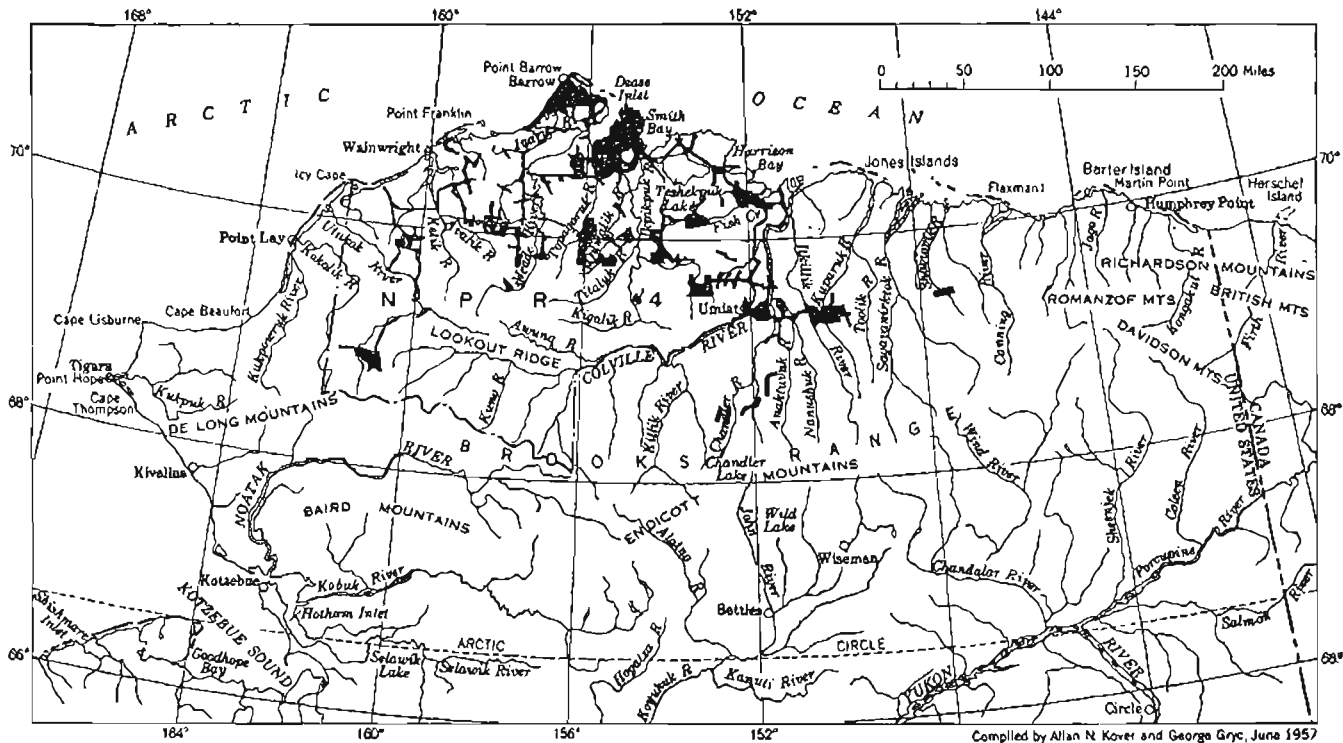 168°
160°
152°
144°
0 50 100 150 200 Miles
ARCTIC
OCEAN
Point Barrow
Barrow
Dease
Inlet
Smith
Bay
Point Franklin
Wainwright
Icy Cape
Harrison
Bay
Jones Islands
Flaxman I
Barter Island
Martin Point
Humphrey Point
Herschel
Island
70°
70°
Teshekpuk
Lake
Fish Cr
Point Lay
Utukok River
Kokolik R
Kukpowruk River
Titaluk R
Kuparuk R
Toolik R
Canning River
Jago R
Kongakut R
Firth River
RICHARDSON MOUNTAINS
BRITISH MTS
ROMANZOF MTS
DAVIDSON MTS
NPR 4
Umiat
Kigalik R
Awuna R
LOOKOUT RIDGE
COLVILLE RIVER
Cape Lisburne
Cape Beaufort
Tigara
Point Hope
Cape
Thompson
Kukpuk R
DE LONG MOUNTAINS
Kuna R
Killik River
Chandler R
Nanushuk R
68°
68°
BROOKS RANGE
Chandler
Lake
MOUNTAINS
Wind River
UNITED STATES
CANADA
Kivalina
NOATAK RIVER
BAIRD MOUNTAINS
ENDICOTT
Alatna R
John River
Wild
Lake
Wiseman
Sheenjek River
Coleen River
Porcupine River
Chandalar River
Kotzebue
Kobuk River
Hotham Inlet
Bettles
KOTZEBUE SOUND
Shishmaref
Inlet
Goodhope
Bay
ARCTIC CIRCLE
Selawik
Lake
Selawik River
Hogatza R
Koyukuk R
Kanuti River
YUKON RIVER
Salmon River
Circle
66°
164°
160°
156°
152°
Compiled by Allan N. Kover and George Gryc, June 1957